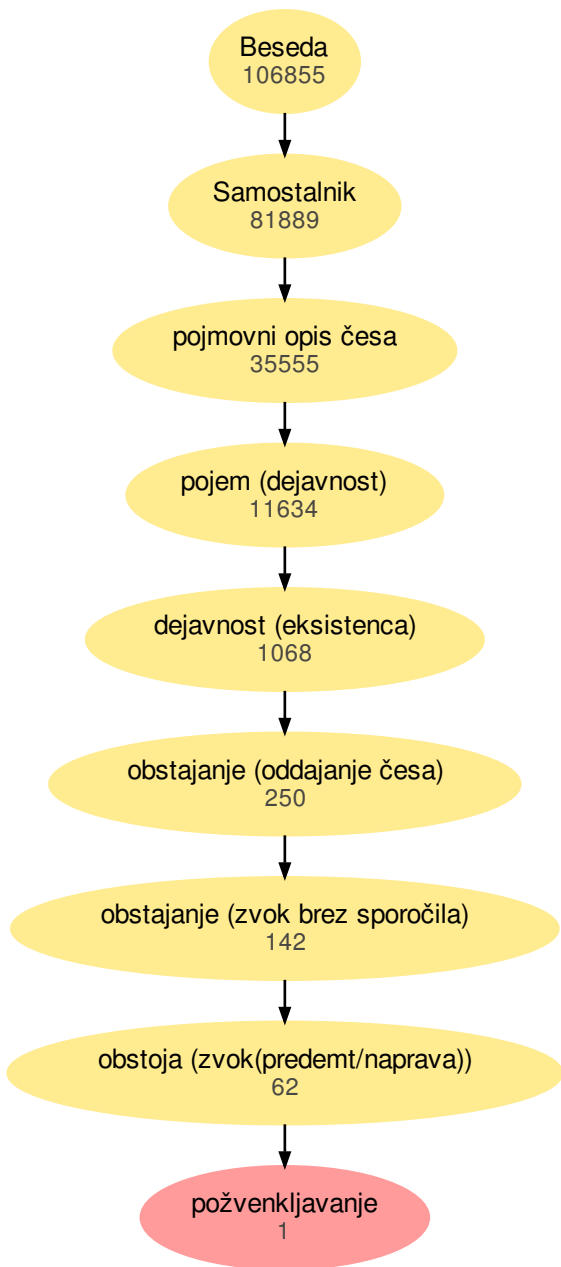 Beseda
106855
Samostalnik
81889
pojmovni opis česa
35555
pojem (dejavnost)
11634
dejavnost (eksistenca)
1068
obstajanje (oddajanje česa)
250
obstajanje (zvok brez sporočila)
142
obstoja (zvok(predemt/naprava))
62
požvenkljavanje
1